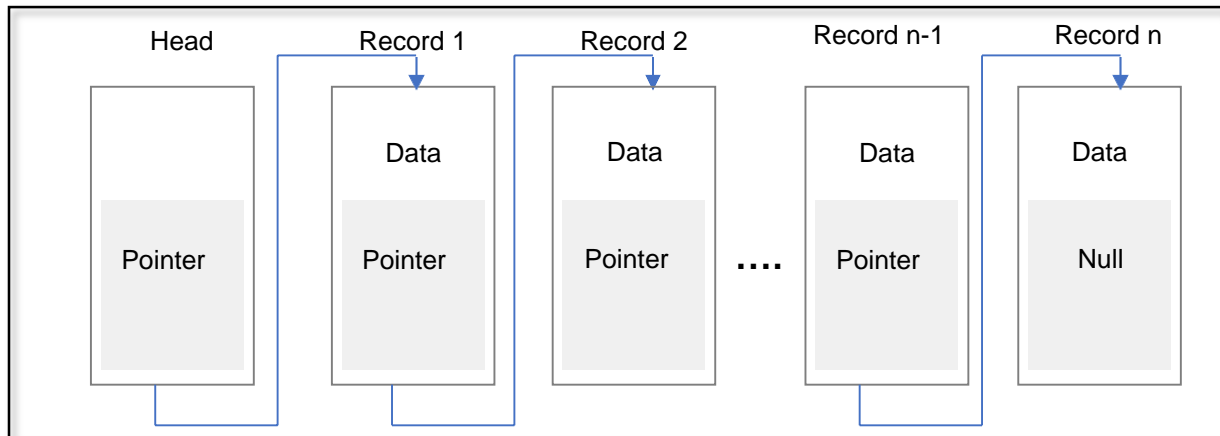 Head Record 1 Record 2 Record n-1 Record n
Data Data Data Data
Pointer Pointer Pointer .... Pointer Null